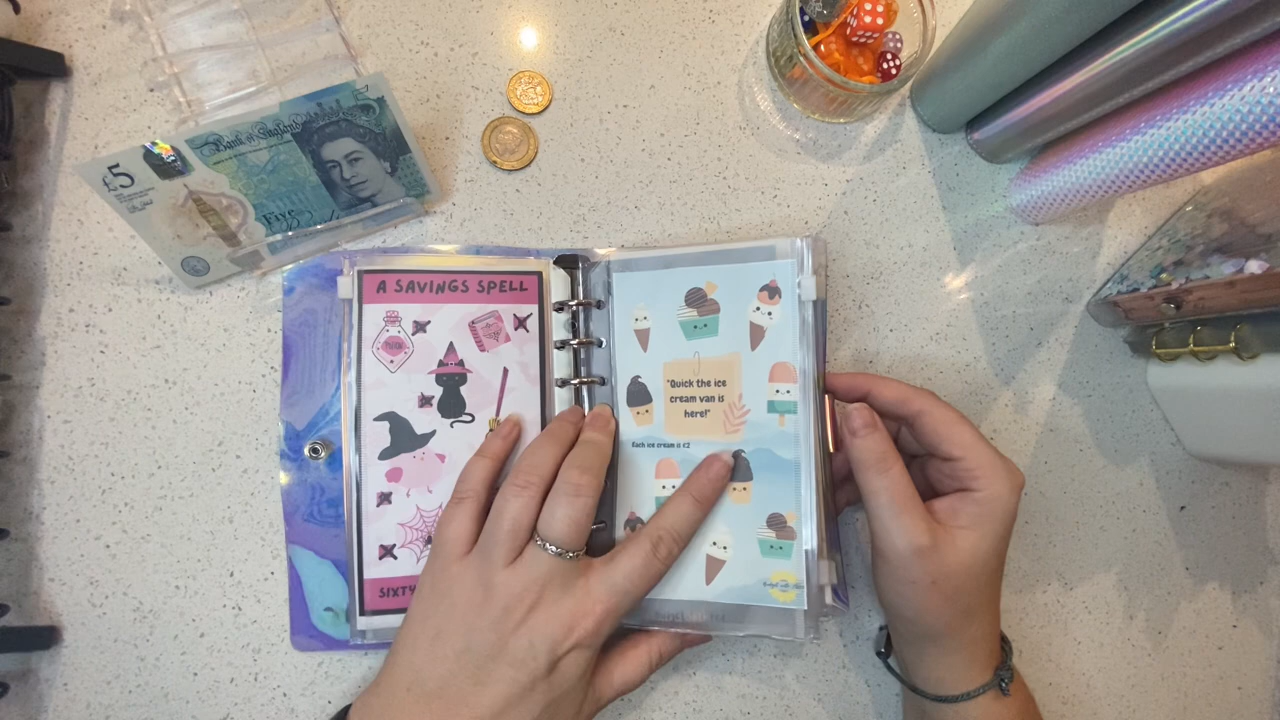 £5
Bank of England
5
Five
A SAVINGS SPELL
SIXTY
"Quick the ice
cream van is
here!"
Each ice cream is £2